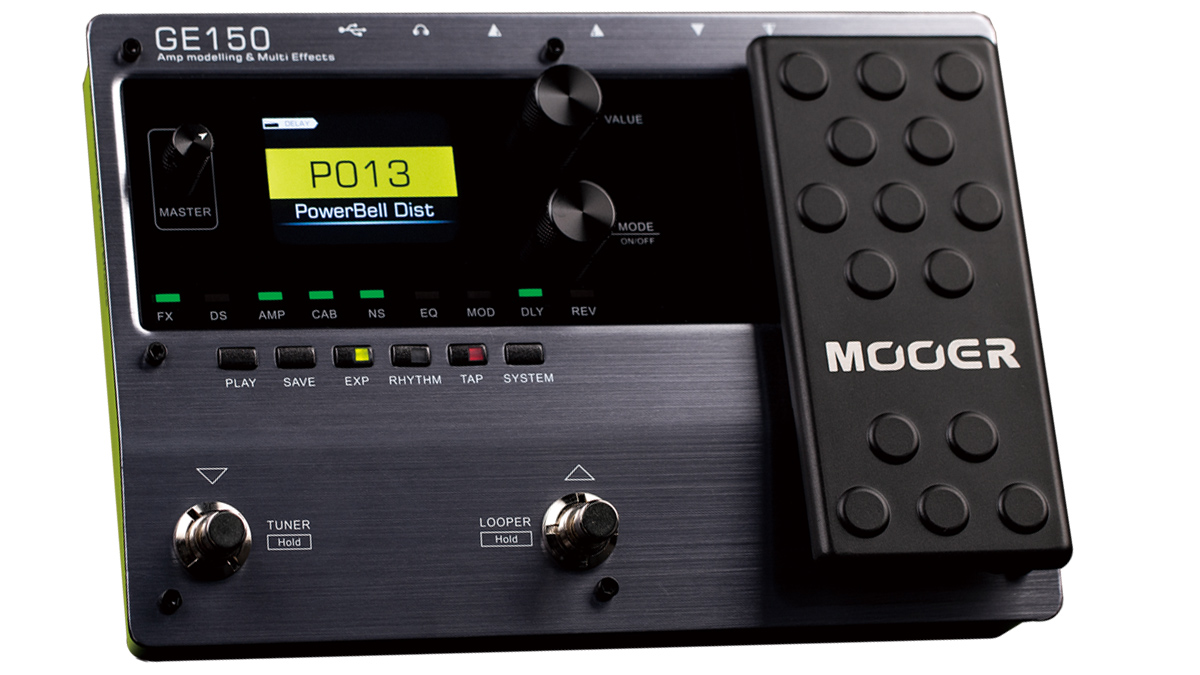 GE150
Amp modelling & Multi Effects
VALUE
DELAY
P013
PowerBell Dist
MASTER
MODE
ON/OFF
FX DS AMP CAB NS EQ MOD DLY REV
MOOER
PLAY SAVE EXP RHYTHM TAP SYSTEM
TUNER
Hold
LOOPER
Hold